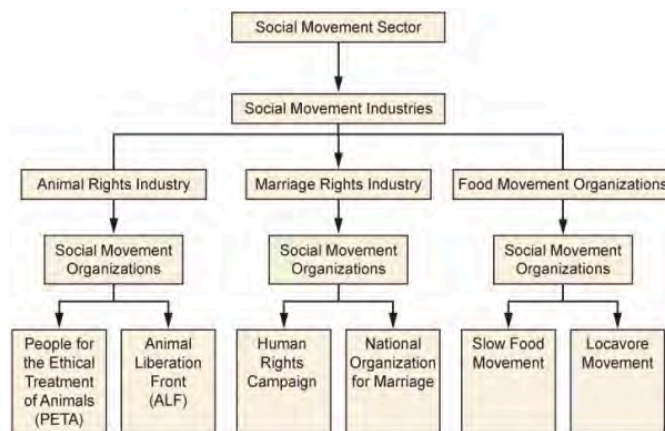 Social Movement Sector
Social Movement Industries
Animal Rights Industry
Marriage Rights Industry
Food Movement Organizations
Social Movement
Organizations
Social Movement
Organizations
Social Movement
Organizations
People for
the Ethical
Treatment
of Animals
(PETA)
Animal
Liberation
Front
(ALF)
Human
Rights
Campaign
National
Organization
for Marriage
Slow Food
Movement
Locavore
Movement